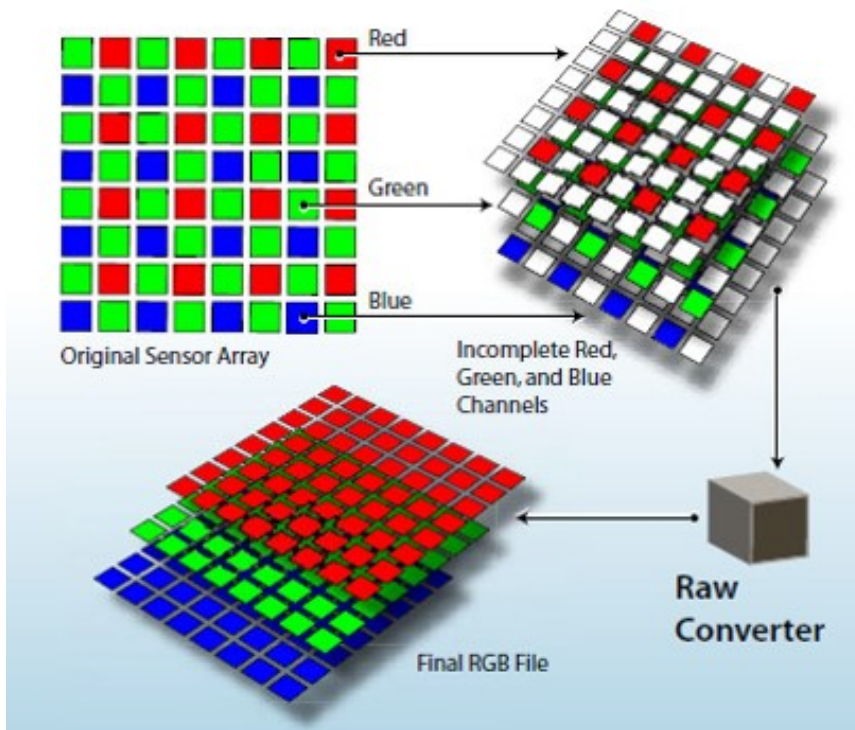 Red
Green
Blue
Original Sensor Array
Incomplete Red,
Green, and Blue
Channels
Raw
Converter
Final RGB File